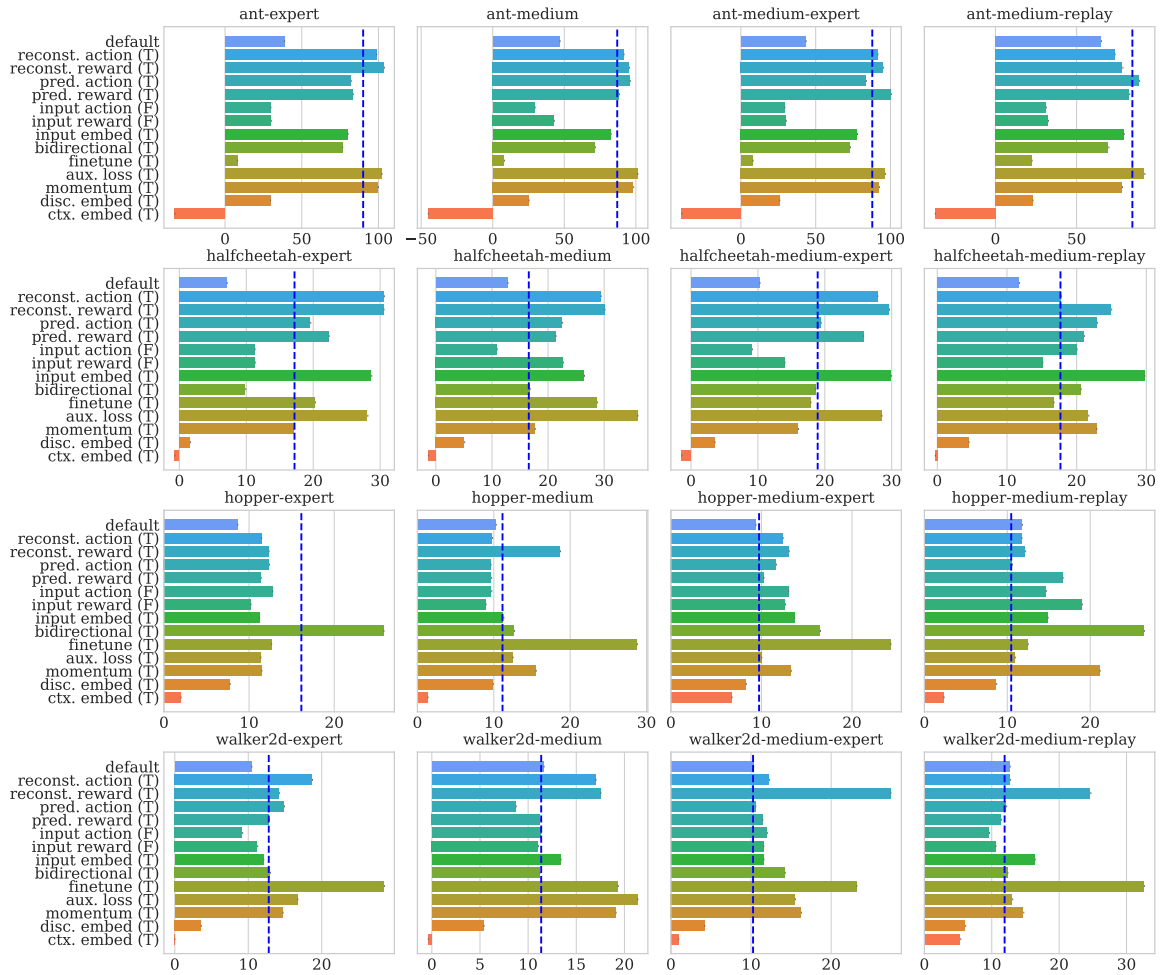 ant-expert
ant-medium
ant-medium-expert
ant-medium-replay
default
reconst. action (T)
reconst. reward (T)
pred. action (T)
pred. reward (T)
input action (F)
input reward (F)
input embed (T)
bidirectional (T)
finetune (T)
aux. loss (T)
momentum (T)
disc. embed (T)
ctx. embed (T)
0 50 100
−50 0 50 100
0 50 100
0 50
halfcheetah-expert
halfcheetah-medium
halfcheetah-medium-expert
halfcheetah-medium-replay
default
reconst. action (T)
reconst. reward (T)
pred. action (T)
pred. reward (T)
input action (F)
input reward (F)
input embed (T)
bidirectional (T)
finetune (T)
aux. loss (T)
momentum (T)
disc. embed (T)
ctx. embed (T)
0 10 20 30
0 10 20 30
0 10 20 30
0 10 20 30
hopper-expert
hopper-medium
hopper-medium-expert
hopper-medium-replay
default
reconst. action (T)
reconst. reward (T)
pred. action (T)
pred. reward (T)
input action (F)
input reward (F)
input embed (T)
bidirectional (T)
finetune (T)
aux. loss (T)
momentum (T)
disc. embed (T)
ctx. embed (T)
0 10 20
0 10 20 30
0 10 20
0 10 20
walker2d-expert
walker2d-medium
walker2d-medium-expert
walker2d-medium-replay
default
reconst. action (T)
reconst. reward (T)
pred. action (T)
pred. reward (T)
input action (F)
input reward (F)
input embed (T)
bidirectional (T)
finetune (T)
aux. loss (T)
momentum (T)
disc. embed (T)
ctx. embed (T)
0 10 20
0 5 10 15 20
0 10 20
0 10 20 30